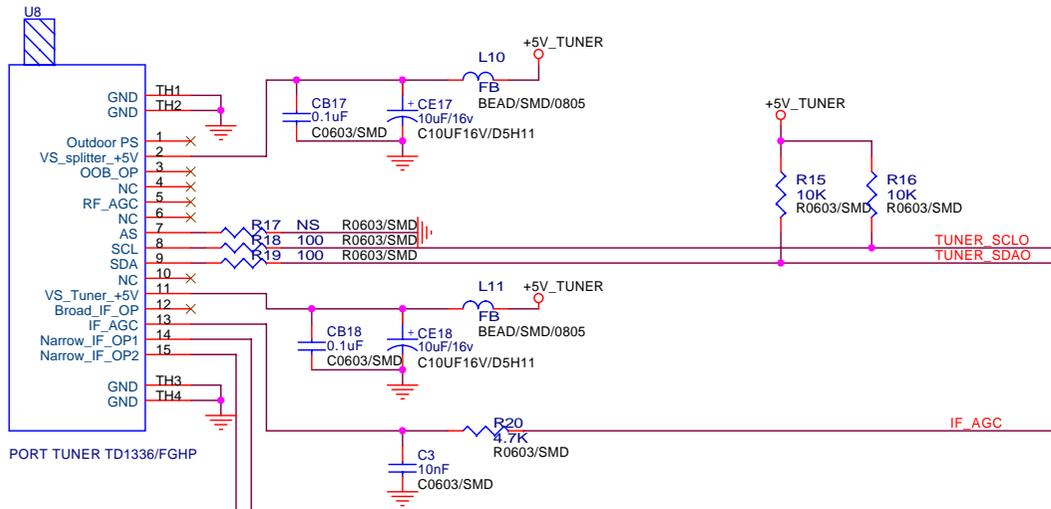 U8
+5V_TUNER
L10
FB
BEAD/SMD/0805
CB17
0.1uF
C0603/SMD
+
CE17
10uF/16v
C10UF16V/D5H11
GND TH1
GND TH2
Outdoor PS 1
VS_splitter_+5V 2
OOB_OP 3
NC 4
RF_AGC 5
NC 6
AS 7
SCL 8
SDA 9
NC 10
VS_Tuner_+5V 11
Broad_IF_OP 12
IF_AGC 13
Narrow_IF_OP1 14
Narrow_IF_OP2 15
GND TH3
GND TH4
PORT TUNER TD1336/FGHP
R17 NS R0603/SMD
R18 100 R0603/SMD
R19 100 R0603/SMD
+5V_TUNER
R15
10K
R0603/SMD
R16
10K
R0603/SMD
TUNER_SCLO
TUNER_SDAO
+5V_TUNER
L11
FB
BEAD/SMD/0805
CB18
0.1uF
C0603/SMD
+
CE18
10uF/16v
C10UF16V/D5H11
R20
4.7K
R0603/SMD
IF_AGC
C3
10nF
C0603/SMD